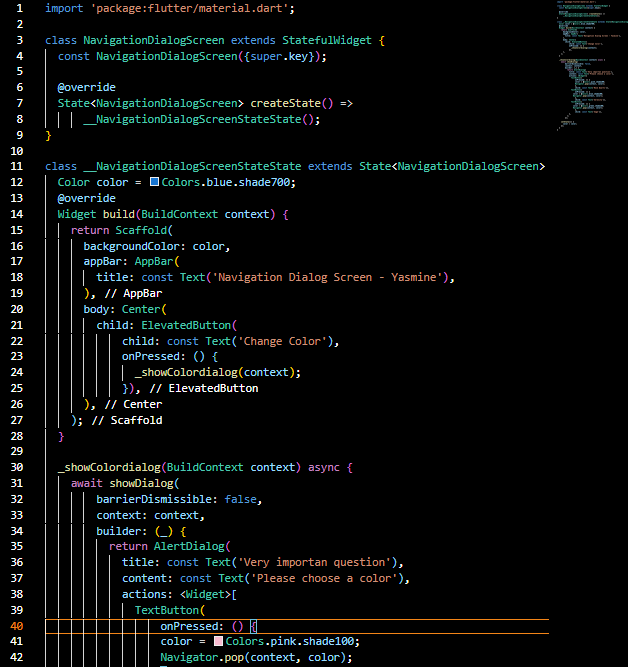 1 import 'package:flutter/material.dart';
2
3 class NavigationDialogScreen extends StatefulWidget {
4 const NavigationDialogScreen({super.key});
5
6 @override
7 State<NavigationDialogScreen> createState() =>
8 __NavigationDialogScreenStateState();
9 }
10
11 class __NavigationDialogScreenStateState extends State<NavigationDialogScreen>
12 Color color = Colors.blue.shade700;
13 @override
14 Widget build(BuildContext context) {
15 return Scaffold(
16 backgroundColor: color,
17 appBar: AppBar(
18 title: const Text('Navigation Dialog Screen - Yasmine'),
19 ), // AppBar
20 body: Center(
21 child: ElevatedButton(
22 child: const Text('Change Color'),
23 onPressed: () {
24 _showColordialog(context);
25 }), // ElevatedButton
26 ), // Center
27 ); // Scaffold
28 }
29
30 _showColordialog(BuildContext context) async {
31 await showDialog(
32 barrierDismissible: false,
33 context: context,
34 builder: (_) {
35 return AlertDialog(
36 title: const Text('Very importan question'),
37 content: const Text('Please choose a color'),
38 actions: <Widget>[
39 TextButton(
40 onPressed: () {
41 color = Colors.pink.shade100;
42 Navigator.pop(context, color);